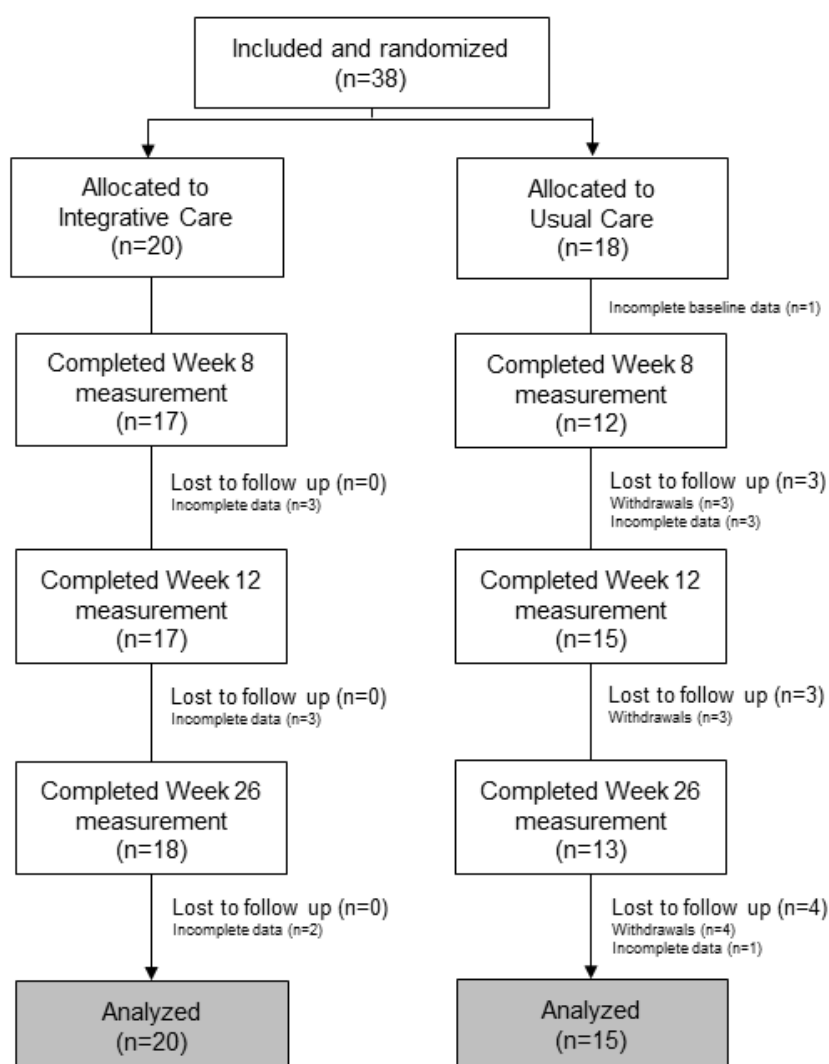 Included and randomized
(n=38)
Allocated to
Integrative Care
(n=20)
Allocated to
Usual Care
(n=18)
Incomplete baseline data (n=1)
Completed Week 8
measurement
(n=17)
Completed Week 8
measurement
(n=12)
Lost to follow up (n=0)
Incomplete data (n=3)
Lost to follow up (n=3)
Withdrawals (n=3)
Incomplete data (n=3)
Completed Week 12
measurement
(n=17)
Completed Week 12
measurement
(n=15)
Lost to follow up (n=0)
Incomplete data (n=3)
Lost to follow up (n=3)
Withdrawals (n=3)
Completed Week 26
measurement
(n=18)
Completed Week 26
measurement
(n=13)
Lost to follow up (n=0)
Incomplete data (n=2)
Lost to follow up (n=4)
Withdrawals (n=4)
Incomplete data (n=1)
Analyzed
(n=20)
Analyzed
(n=15)